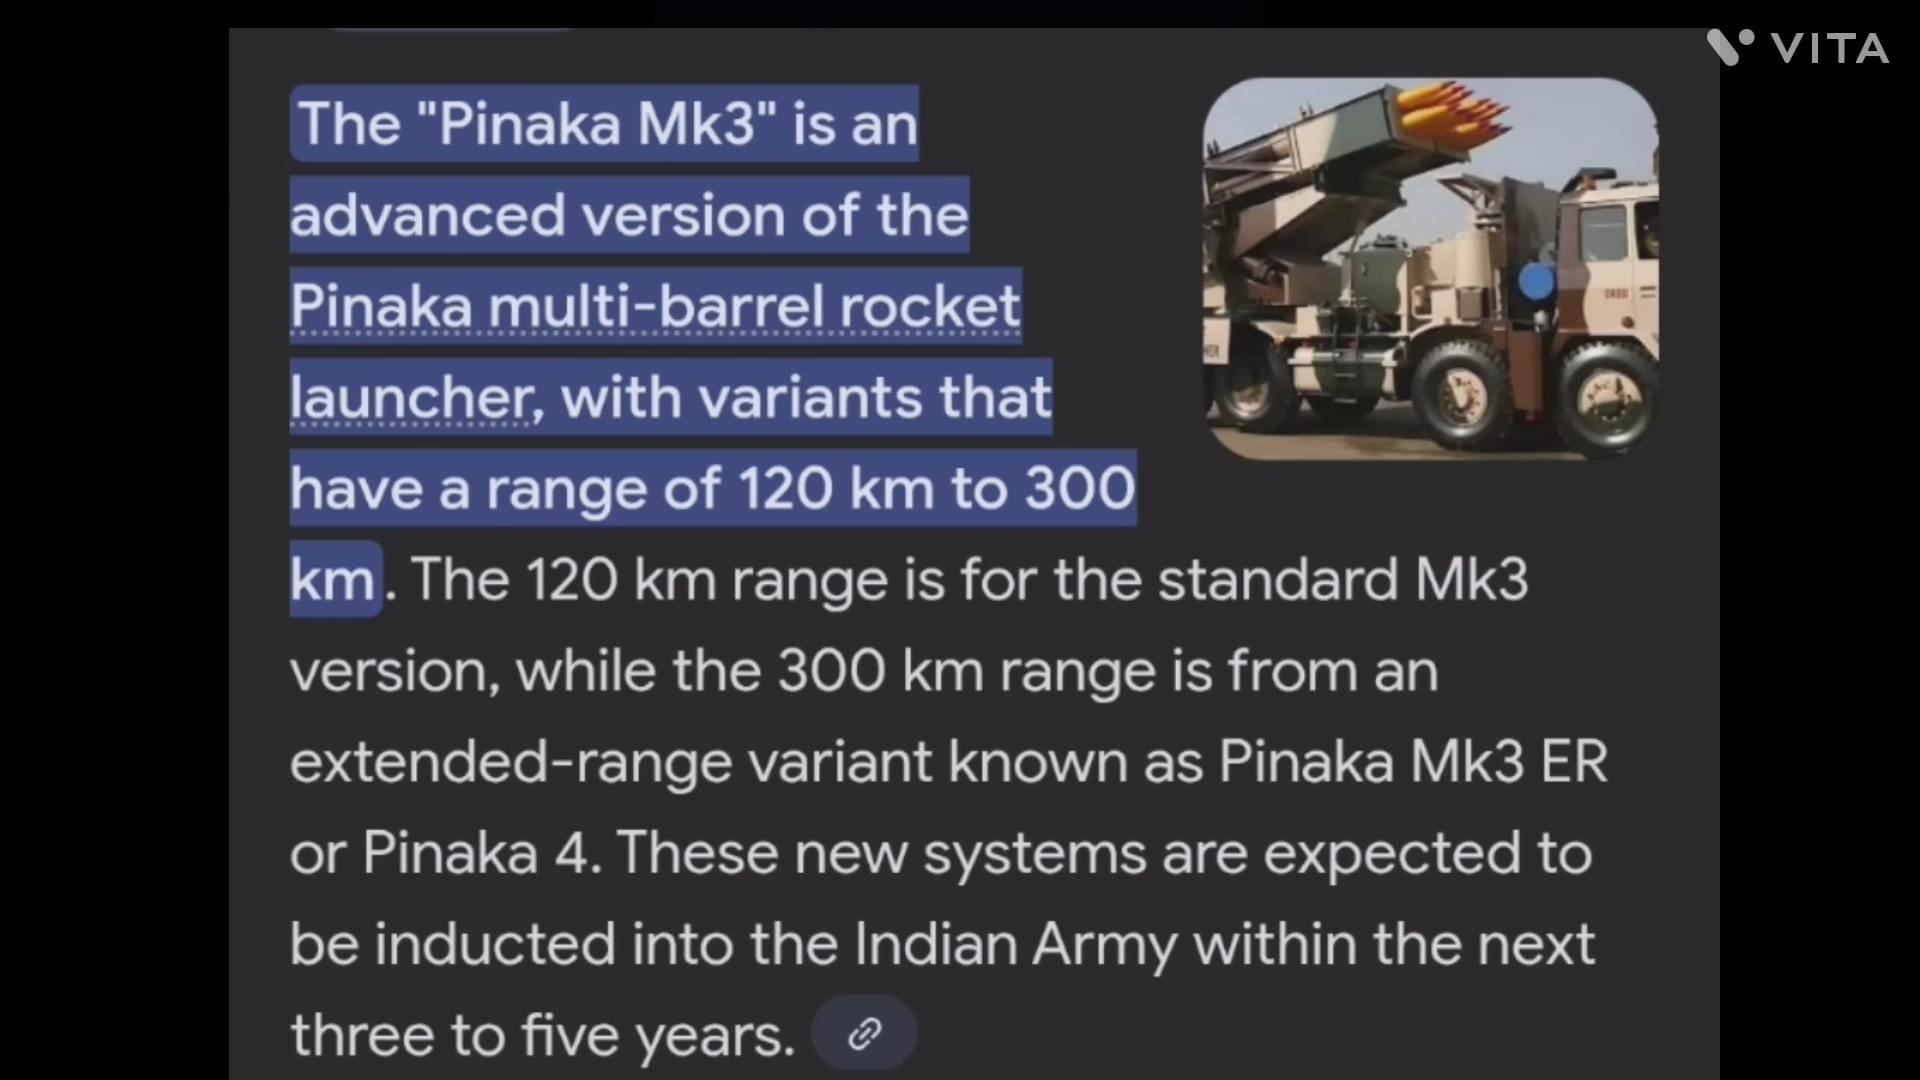 VITA
The "Pinaka Mk3" is an
advanced version of the
Pinaka multi-barrel rocket
launcher, with variants that
have a range of 120 km to 300
km. The 120 km range is for the standard Mk3
version, while the 300 km range is from an
extended-range variant known as Pinaka Mk3 ER
or Pinaka 4. These new systems are expected to
be inducted into the Indian Army within the next
three to five years.